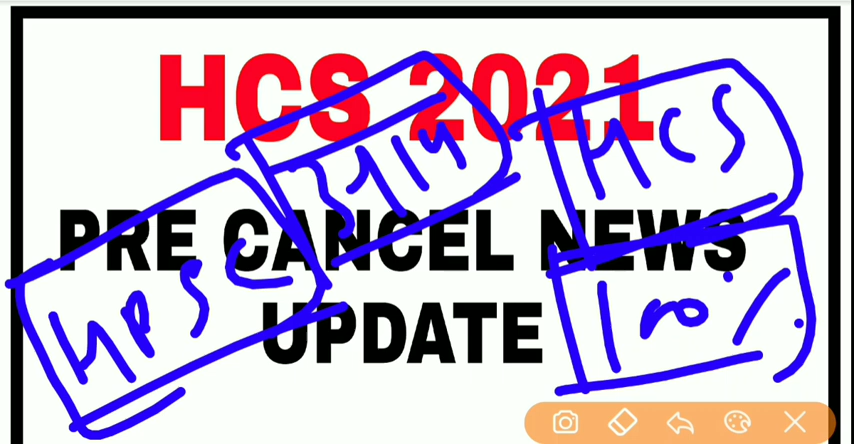 HCS 2021
HCS
PRE CANCEL NEWS
HPSC
UPDATE
100%